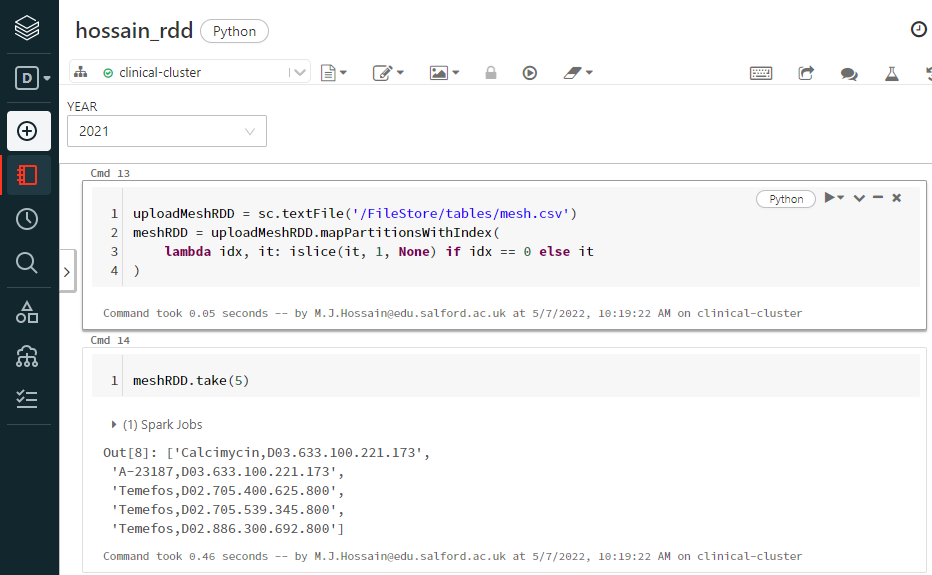 hossain_rdd Python
D
clinical-cluster
YEAR
2021
Cmd 13
Python
1 uploadMeshRDD = sc.textFile('/FileStore/tables/mesh.csv')
2 meshRDD = uploadMeshRDD.mapPartitionsWithIndex(
3     lambda idx, it: islice(it, 1, None) if idx == 0 else it
4 )
Command took 0.05 seconds -- by M.J.Hossain@edu.salford.ac.uk at 5/7/2022, 10:19:22 AM on clinical-cluster
Cmd 14
1 meshRDD.take(5)
(1) Spark Jobs
Out[8]: ['Calcimycin,D03.633.100.221.173',
'A-23187,D03.633.100.221.173',
'Temefos,D02.705.400.625.800',
'Temefos,D02.705.539.345.800',
'Temefos,D02.886.300.692.800']
Command took 0.46 seconds -- by M.J.Hossain@edu.salford.ac.uk at 5/7/2022, 10:19:22 AM on clinical-cluster